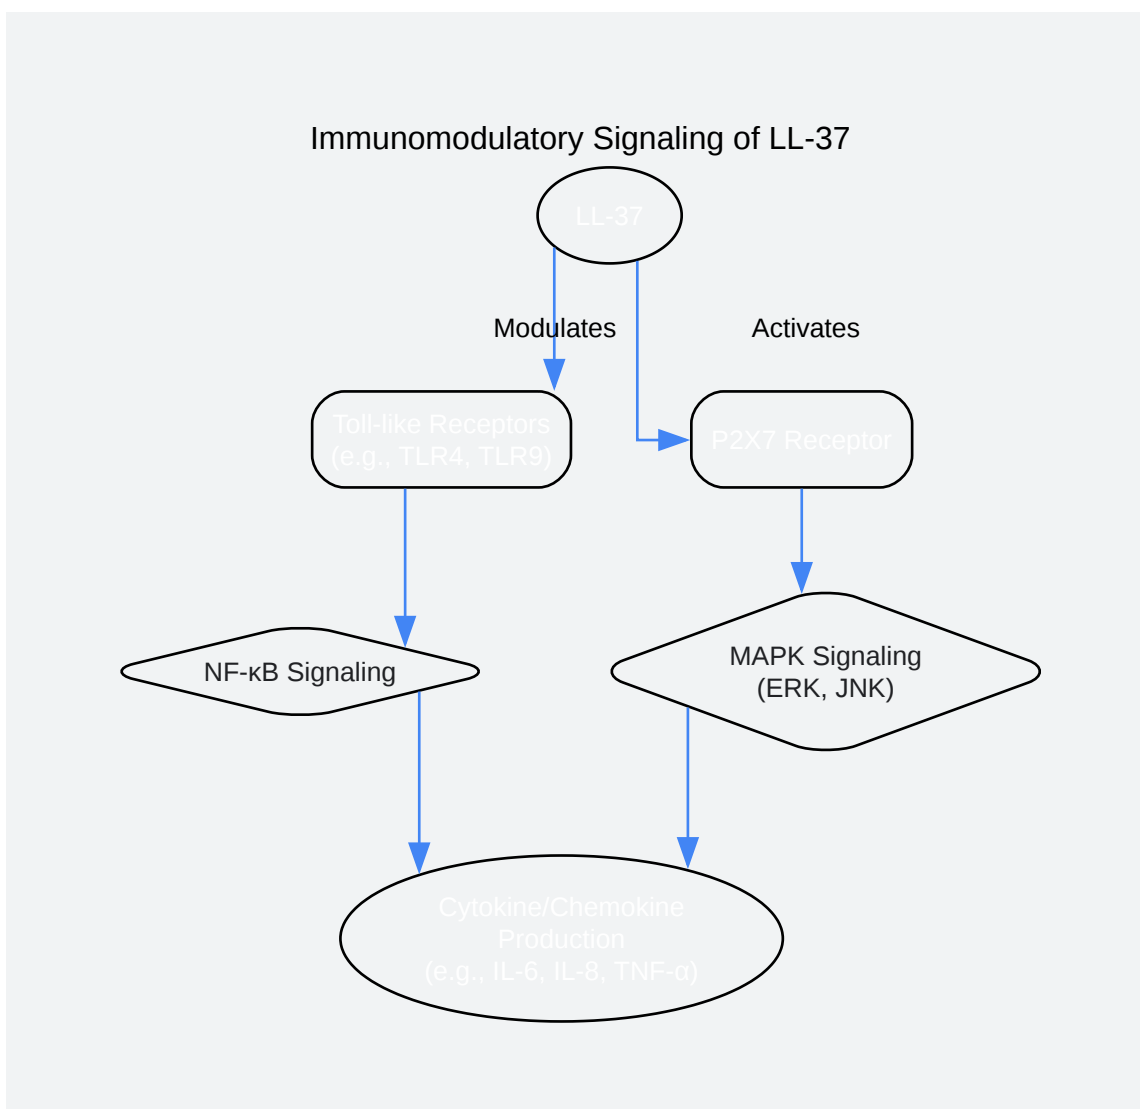 Immunomodulatory Signaling of LL-37
LL-37
Modulates
Activates
Toll-like Receptors
(e.g., TLR4, TLR9)
P2X7 Receptor
NF-κB Signaling
MAPK Signaling
(ERK, JNK)
Cytokine/Chemokine
Production
(e.g., IL-6, IL-8, TNF-α)